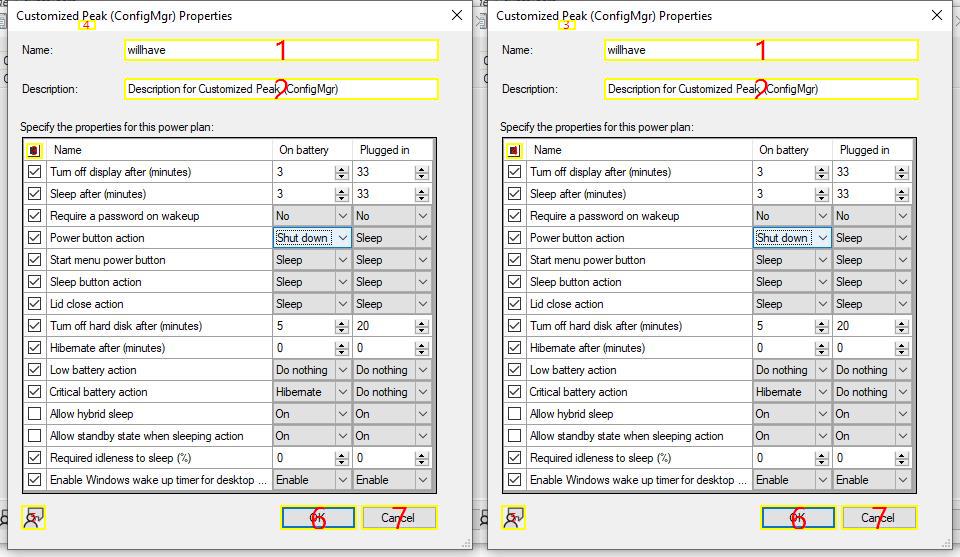 Customized Peak (ConfigMgr) Properties
4
Name: willhave 1
Description: Description for Customized Peak (ConfigMgr) 2
Specify the properties for this power plan:
Name On battery Plugged in
Turn off display after (minutes) 3 33
Sleep after (minutes) 3 33
Require a password on wakeup No No
Power button action Shut down Sleep
Start menu power button Sleep Sleep
Sleep button action Sleep Sleep
Lid close action Sleep Sleep
Turn off hard disk after (minutes) 5 20
Hibernate after (minutes) 0 0
Low battery action Do nothing Do nothing
Critical battery action Hibernate Do nothing
Allow hybrid sleep On On
Allow standby state when sleeping action On On
Required idleness to sleep (%) 0 0
Enable Windows wake up timer for desktop ... Enable Enable
OK 6 Cancel 7
Customized Peak (ConfigMgr) Properties
3
Name: willhave 1
Description: Description for Customized Peak (ConfigMgr) 2
Specify the properties for this power plan:
Name On battery Plugged in
Turn off display after (minutes) 3 33
Sleep after (minutes) 3 33
Require a password on wakeup No No
Power button action Shut down Sleep
Start menu power button Sleep Sleep
Sleep button action Sleep Sleep
Lid close action Sleep Sleep
Turn off hard disk after (minutes) 5 20
Hibernate after (minutes) 0 0
Low battery action Do nothing Do nothing
Critical battery action Hibernate Do nothing
Allow hybrid sleep On On
Allow standby state when sleeping action On On
Required idleness to sleep (%) 0 0
Enable Windows wake up timer for desktop ... Enable Enable
OK 6 Cancel 7